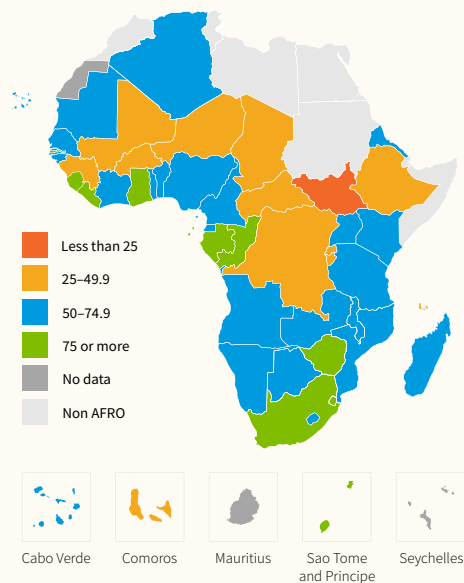 Less than 25
25–49.9
50–74.9
75 or more
No data
Non AFRO
Cabo Verde
Comoros
Mauritius
Sao Tome
and Principe
Seychelles